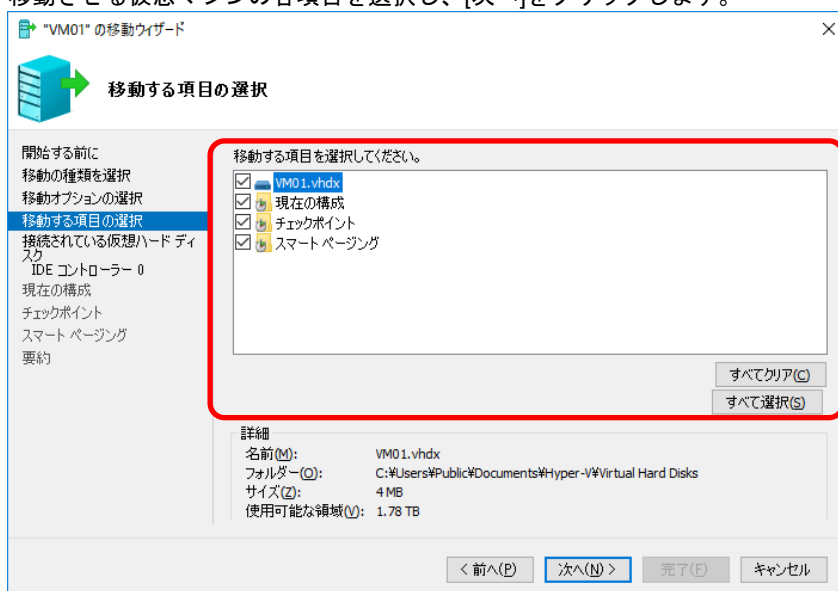 移動させる仮想マシンの各項目を選択し、[次へ]をクリックします。
"VM01" の移動ウィザード
移動する項目の選択
開始する前に
移動の種類を選択
移動オプションの選択
移動する項目の選択
接続されている仮想ハード ディ
スク
IDE コントローラー 0
現在の構成
チェックポイント
スマート ページング
要約
移動する項目を選択してください。
VM01.vhdx
現在の構成
チェックポイント
スマート ページング
すべてクリア(C)
すべて選択(S)
詳細
名前(M): VM01.vhdx
フォルダー(O): C:¥Users¥Public¥Documents¥Hyper-V¥Virtual Hard Disks
サイズ(Z): 4 MB
使用可能な領域(V): 1.78 TB
< 前へ(P) 次へ(N) > 完了(F) キャンセル